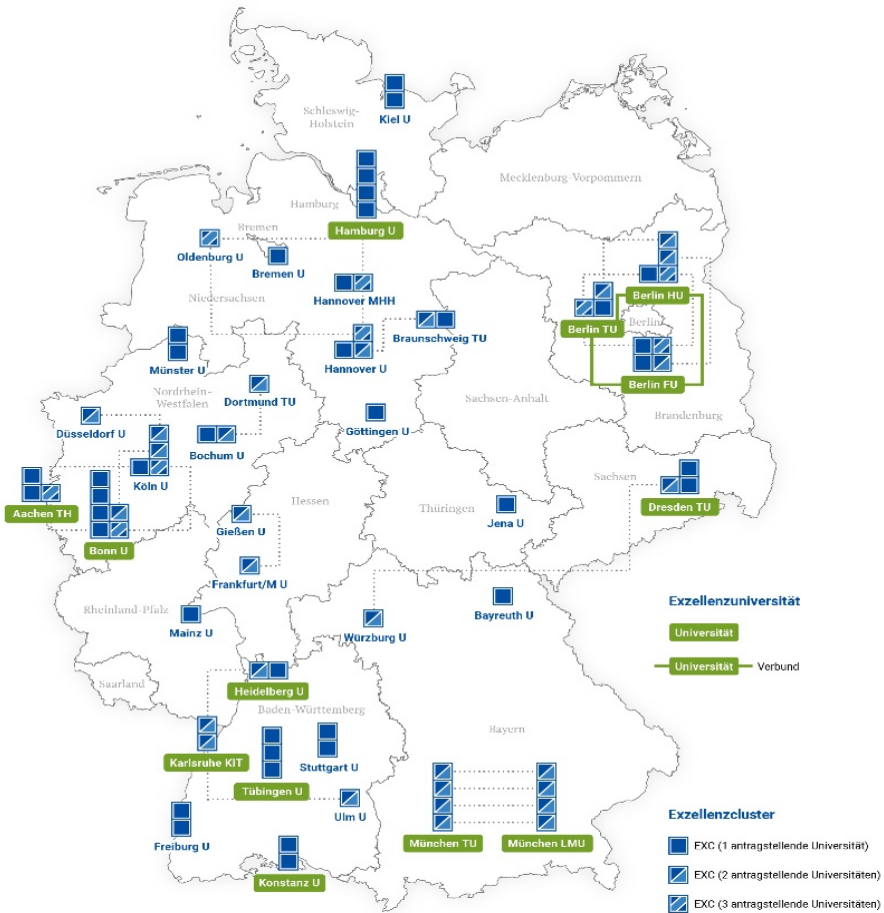 Schleswig-
Holstein
Kiel U
Mecklenburg-Vorpommern
Hamburg
Hamburg U
Bremen
Oldenburg U
Bremen U
Niedersachsen
Hannover MHH
Berlin HU
Berlin
Berlin TU
Braunschweig TU
Hannover U
Münster U
Berlin FU
Nordrhein-
Westfalen
Dortmund TU
Sachsen-Anhalt
Brandenburg
Düsseldorf U
Göttingen U
Bochum U
Köln U
Sachsen
Aachen TH
Hessen
Thüringen
Dresden TU
Jena U
Gießen U
Bonn U
Frankfurt/M U
Rheinland-Pfalz
Mainz U
Würzburg U
Bayreuth U
Exzellenzuniversität
Universität
Universität Verbund
Saarland
Heidelberg U
Baden-Württemberg
Bayern
Karlsruhe KIT
Stuttgart U
Tübingen U
Ulm U
Freiburg U
München TU
München LMU
Konstanz U
Exzellenzcluster
EXC (1 antragstellende Universität)
EXC (2 antragstellende Universitäten)
EXC (3 antragstellende Universitäten)